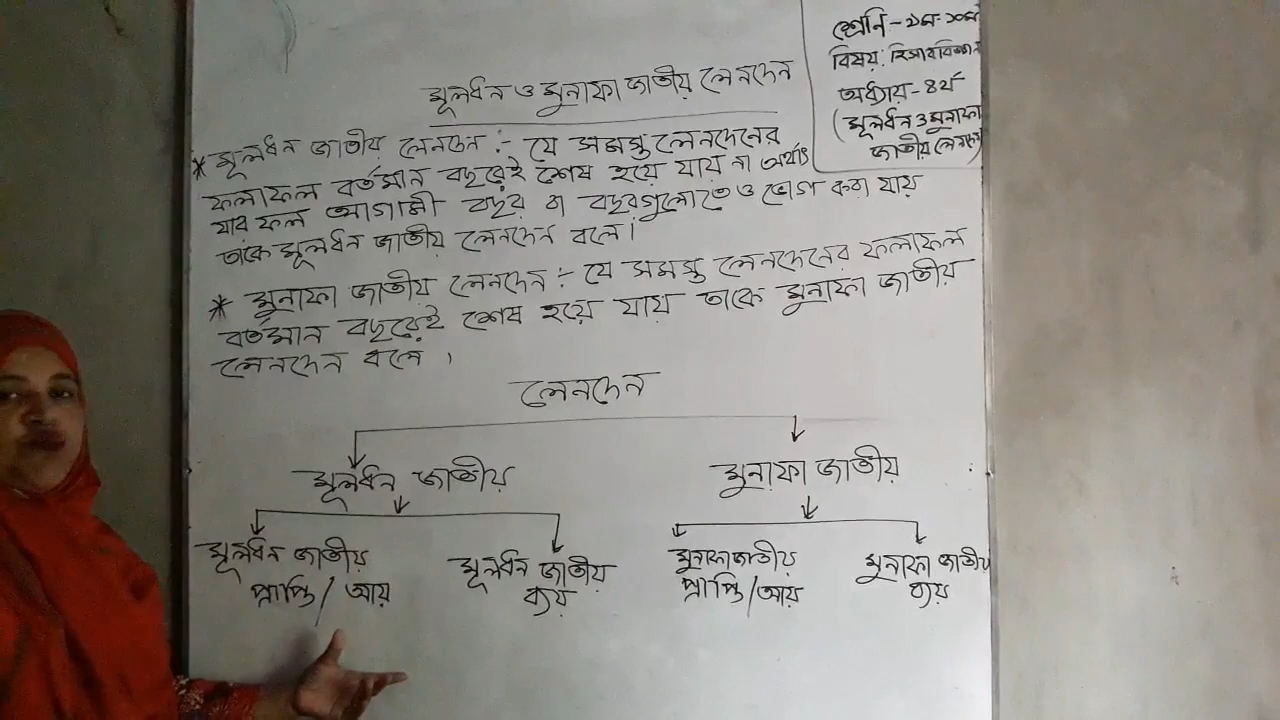 শ্রেণি - ৯ম-১০ম
বিষয়: হিসাববিজ্ঞান
অধ্যায় - ৪র্থ
(মূলধন ও মুনাফা
জাতীয় লেনদেন)
মূলধন ও মুনাফা জাতীয় লেনদেন
* মূলধন জাতীয় লেনদেন :- যে সমস্ত লেনদেনের
ফলাফল বর্তমান বছরেই শেষ হয়ে যায় না অর্থাৎ
যার ফল আগামী বছর বা বছরগুলোতে ও ভোগ করা যায়
তাকে মূলধন জাতীয় লেনদেন বলে।
* মুনাফা জাতীয় লেনদেন :- যে সমস্ত লেনদেনের ফলাফল
বর্তমান বছরেই শেষ হয়ে যায় তাকে মুনাফা জাতীয়
লেনদেন বলে।
লেনদেন
মূলধন জাতীয়
মুনাফা জাতীয়
মূলধন জাতীয়
প্রাপ্তি/আয়
মূলধন জাতীয়
ব্যয়
মুনাফা জাতীয়
প্রাপ্তি/আয়
মুনাফা জাতীয়
ব্যয়